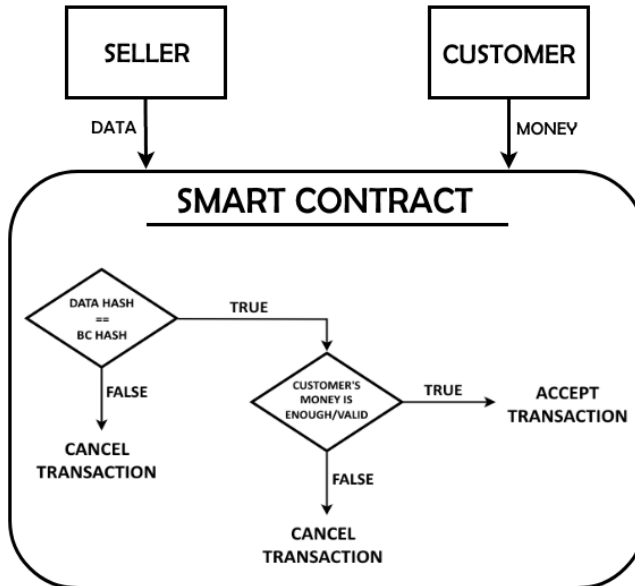 SELLER
CUSTOMER
DATA
MONEY
SMART CONTRACT
DATA HASH
==
BC HASH
TRUE
FALSE
CANCEL
TRANSACTION
CUSTOMER'S
MONEY IS
ENOUGH/VALID
TRUE
ACCEPT
TRANSACTION
FALSE
CANCEL
TRANSACTION